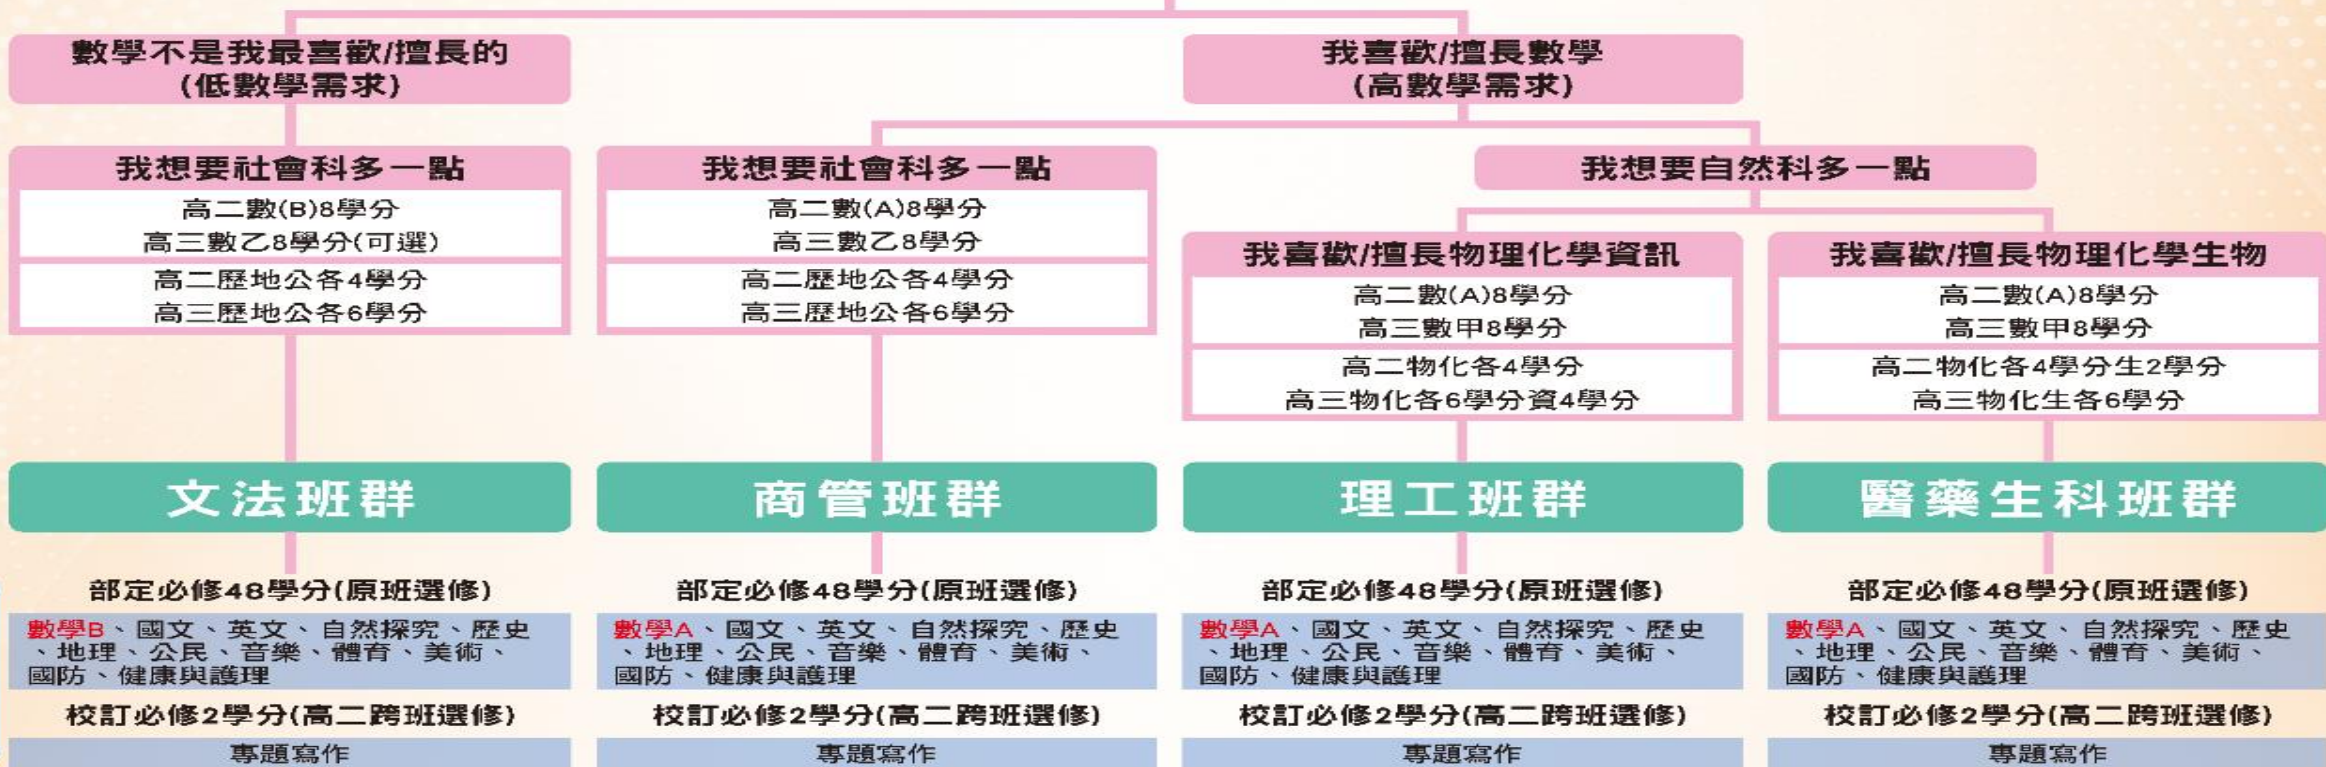 數學不是我最喜歡/擅長的
(低數學需求)
我喜歡/擅長數學
(高數學需求)
我想要社會科多一點
高二數(B)8學分
高三數乙8學分(可選)
高二歷地公各4學分
高三歷地公各6學分
我想要社會科多一點
高二數(A)8學分
高三數乙8學分
高二歷地公各4學分
高三歷地公各6學分
我想要自然科多一點
我喜歡/擅長物理化學資訊
高二數(A)8學分
高三數甲8學分
高二物化各4學分
高三物化各6學分資4學分
我喜歡/擅長物理化學生物
高二數(A)8學分
高三數甲8學分
高二物化各4學分生2學分
高三物化生各6學分
文法班群
商管班群
理工班群
醫藥生科班群
部定必修48學分(原班選修)
數學B、國文、英文、自然探究、歷史
、地理、公民、音樂、體育、美術、
國防、健康與護理
校訂必修2學分(高二跨班選修)
專題寫作
部定必修48學分(原班選修)
數學A、國文、英文、自然探究、歷史
、地理、公民、音樂、體育、美術、
國防、健康與護理
校訂必修2學分(高二跨班選修)
專題寫作
部定必修48學分(原班選修)
數學A、國文、英文、自然探究、歷史
、地理、公民、音樂、體育、美術、
國防、健康與護理
校訂必修2學分(高二跨班選修)
專題寫作
部定必修48學分(原班選修)
數學A、國文、英文、自然探究、歷史
、地理、公民、音樂、體育、美術、
國防、健康與護理
校訂必修2學分(高二跨班選修)
專題寫作